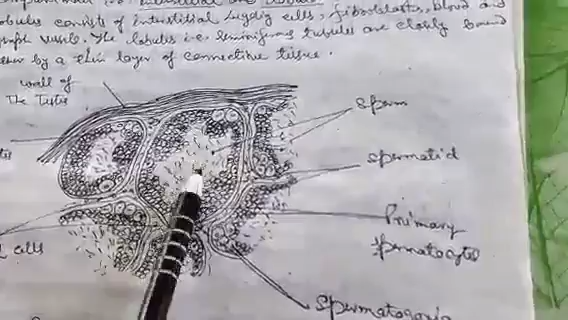 lobules consists of interstitial Leydig cells, fibroblasts, blood and
lymph vessels. The lobules i.e. seminiferous tubules are closely bound
by a thin layer of connective tissue.
wall of
The Testis
Sperm
Spermatid
Primary
Spermatocytes
cells
Spermatogonia